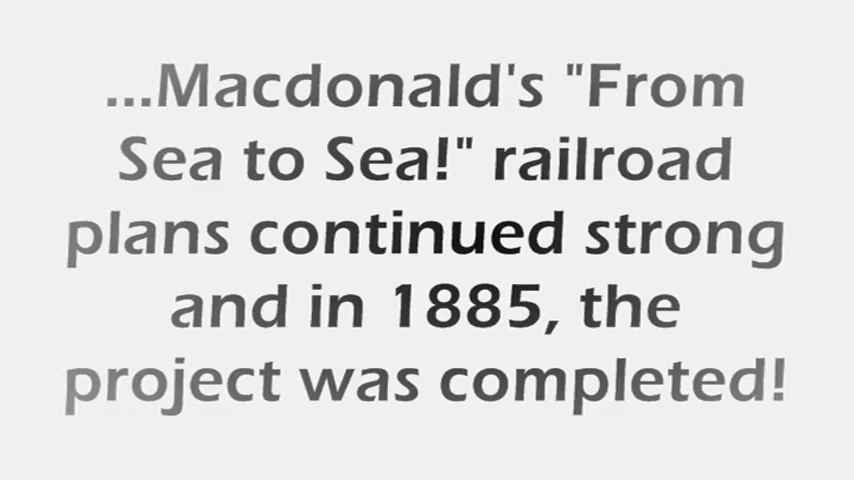 ...Macdonald's "From
Sea to Sea!" railroad
plans continued strong
and in 1885, the
project was completed!